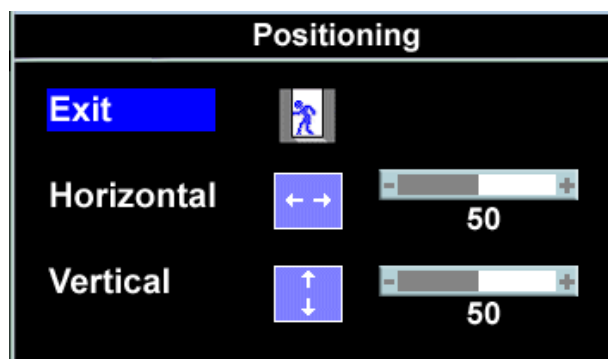 Positioning
Exit
Horizontal
- +
50
Vertical
- +
50